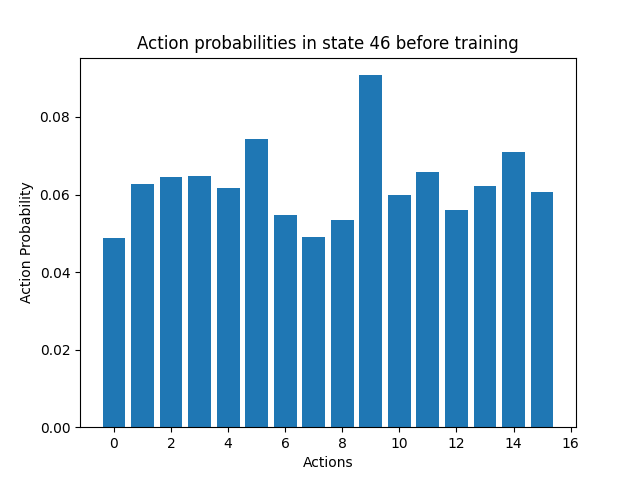 Action probabilities in state 46 before training
Action Probability
0.08
0.06
0.04
0.02
0.00
0 2 4 6 8 10 12 14 16
Actions